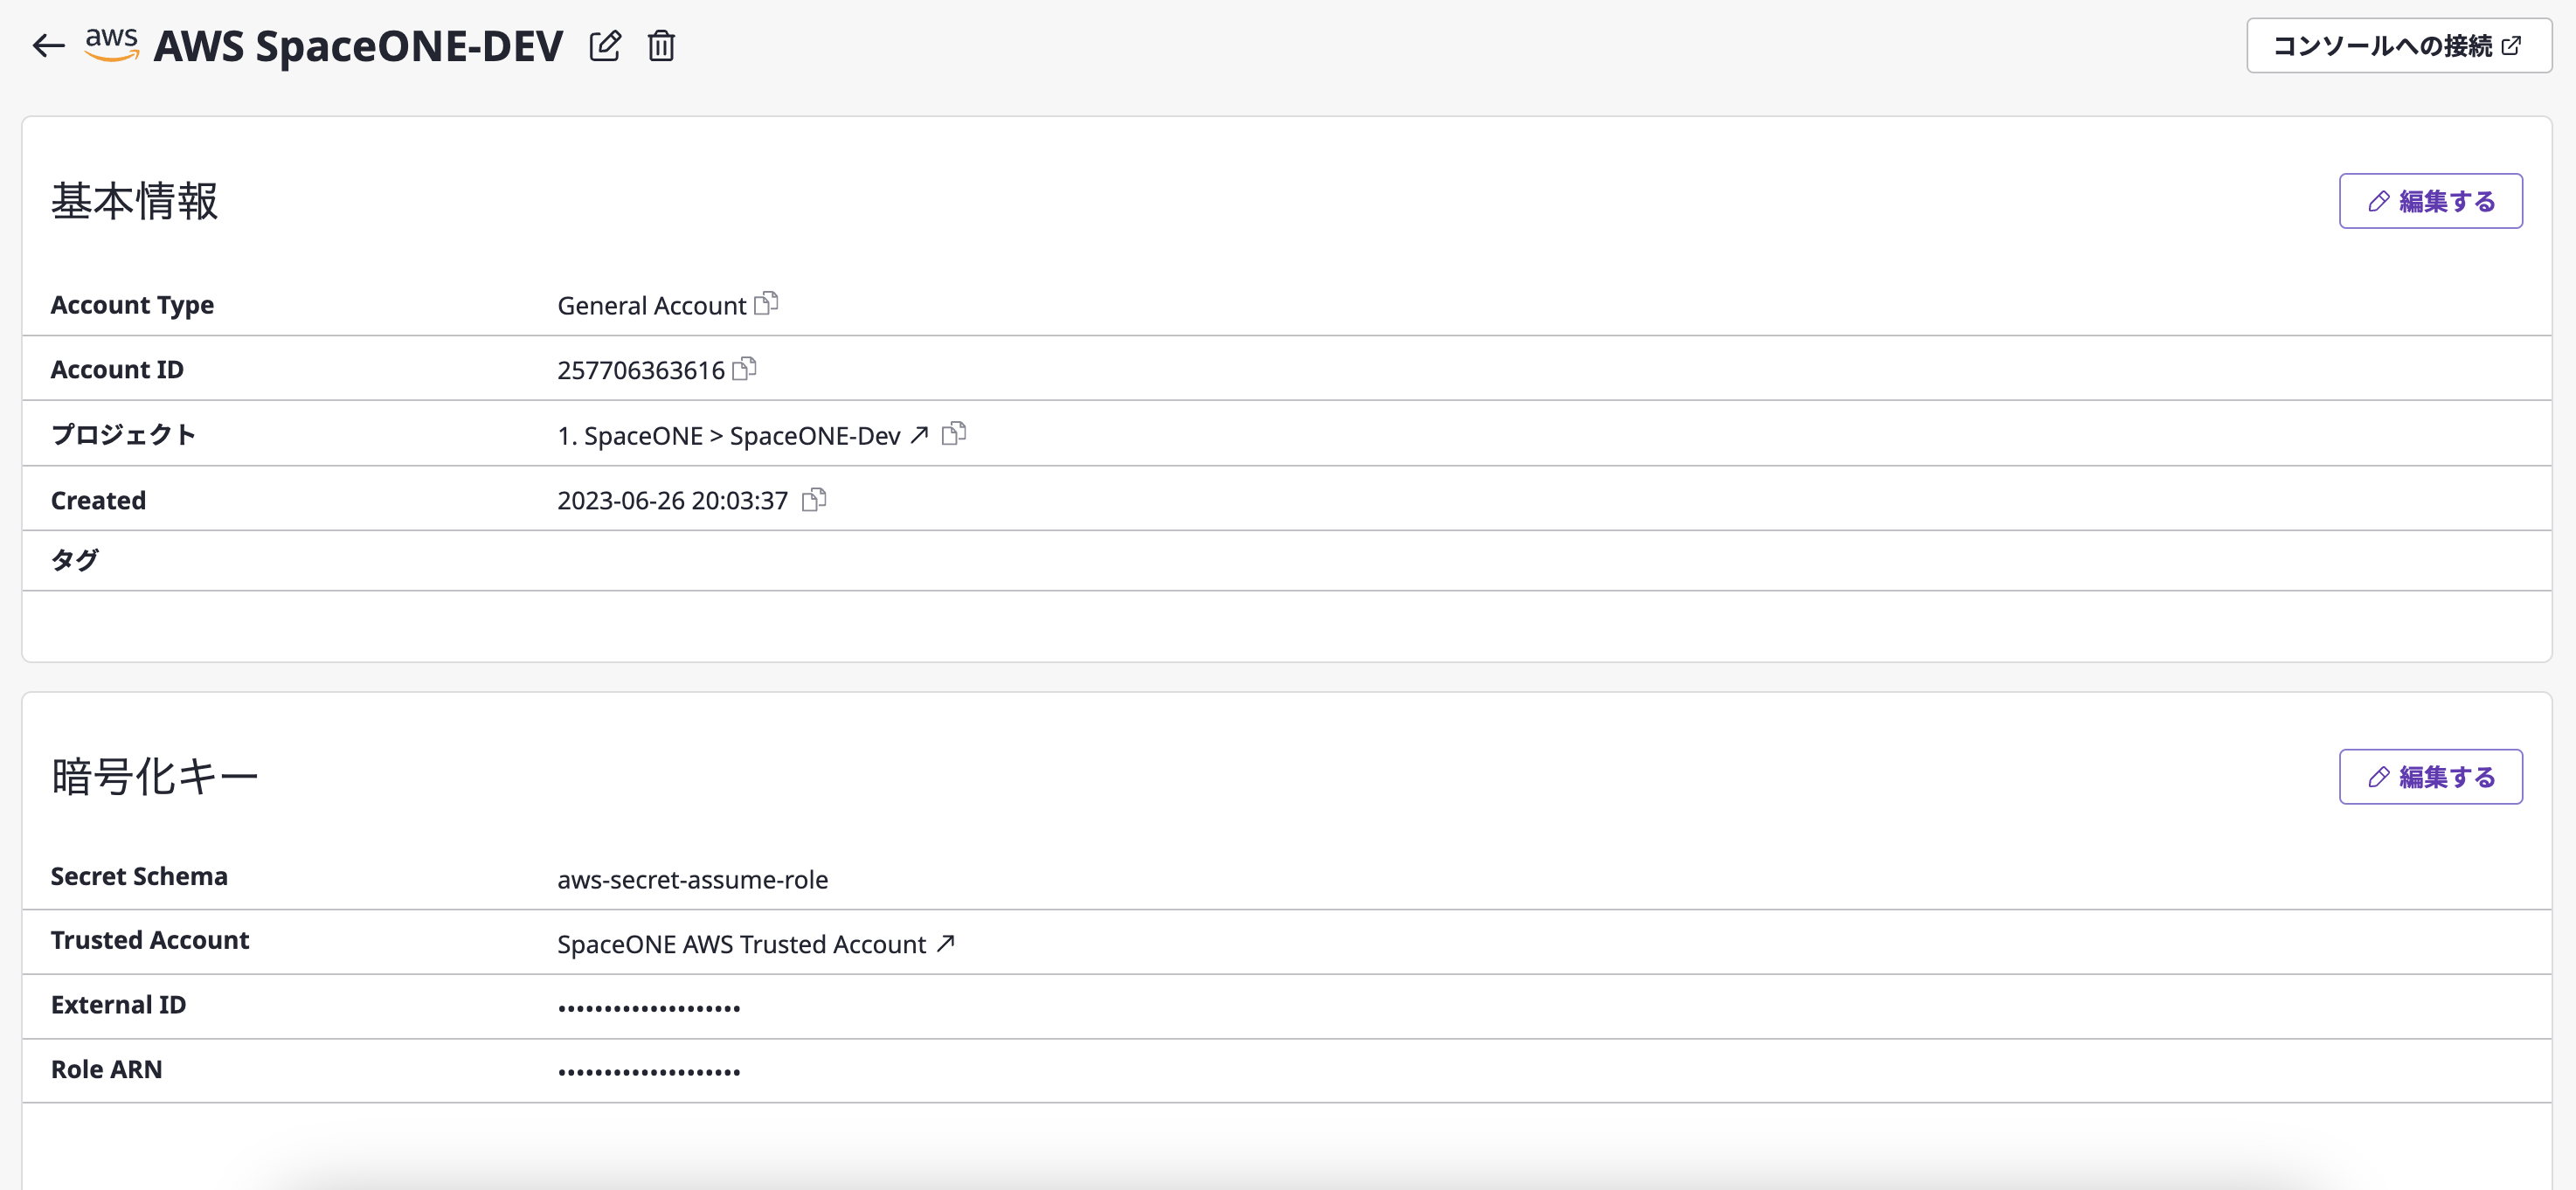 aws AWS SpaceONE-DEV コンソールへの接続
基本情報 編集する
Account Type General Account
Account ID 257706363616
プロジェクト 1. SpaceONE > SpaceONE-Dev
Created 2023-06-26 20:03:37
タグ
暗号化キー 編集する
Secret Schema aws-secret-assume-role
Trusted Account SpaceONE AWS Trusted Account
External ID ••••••••••••••••••••
Role ARN ••••••••••••••••••••